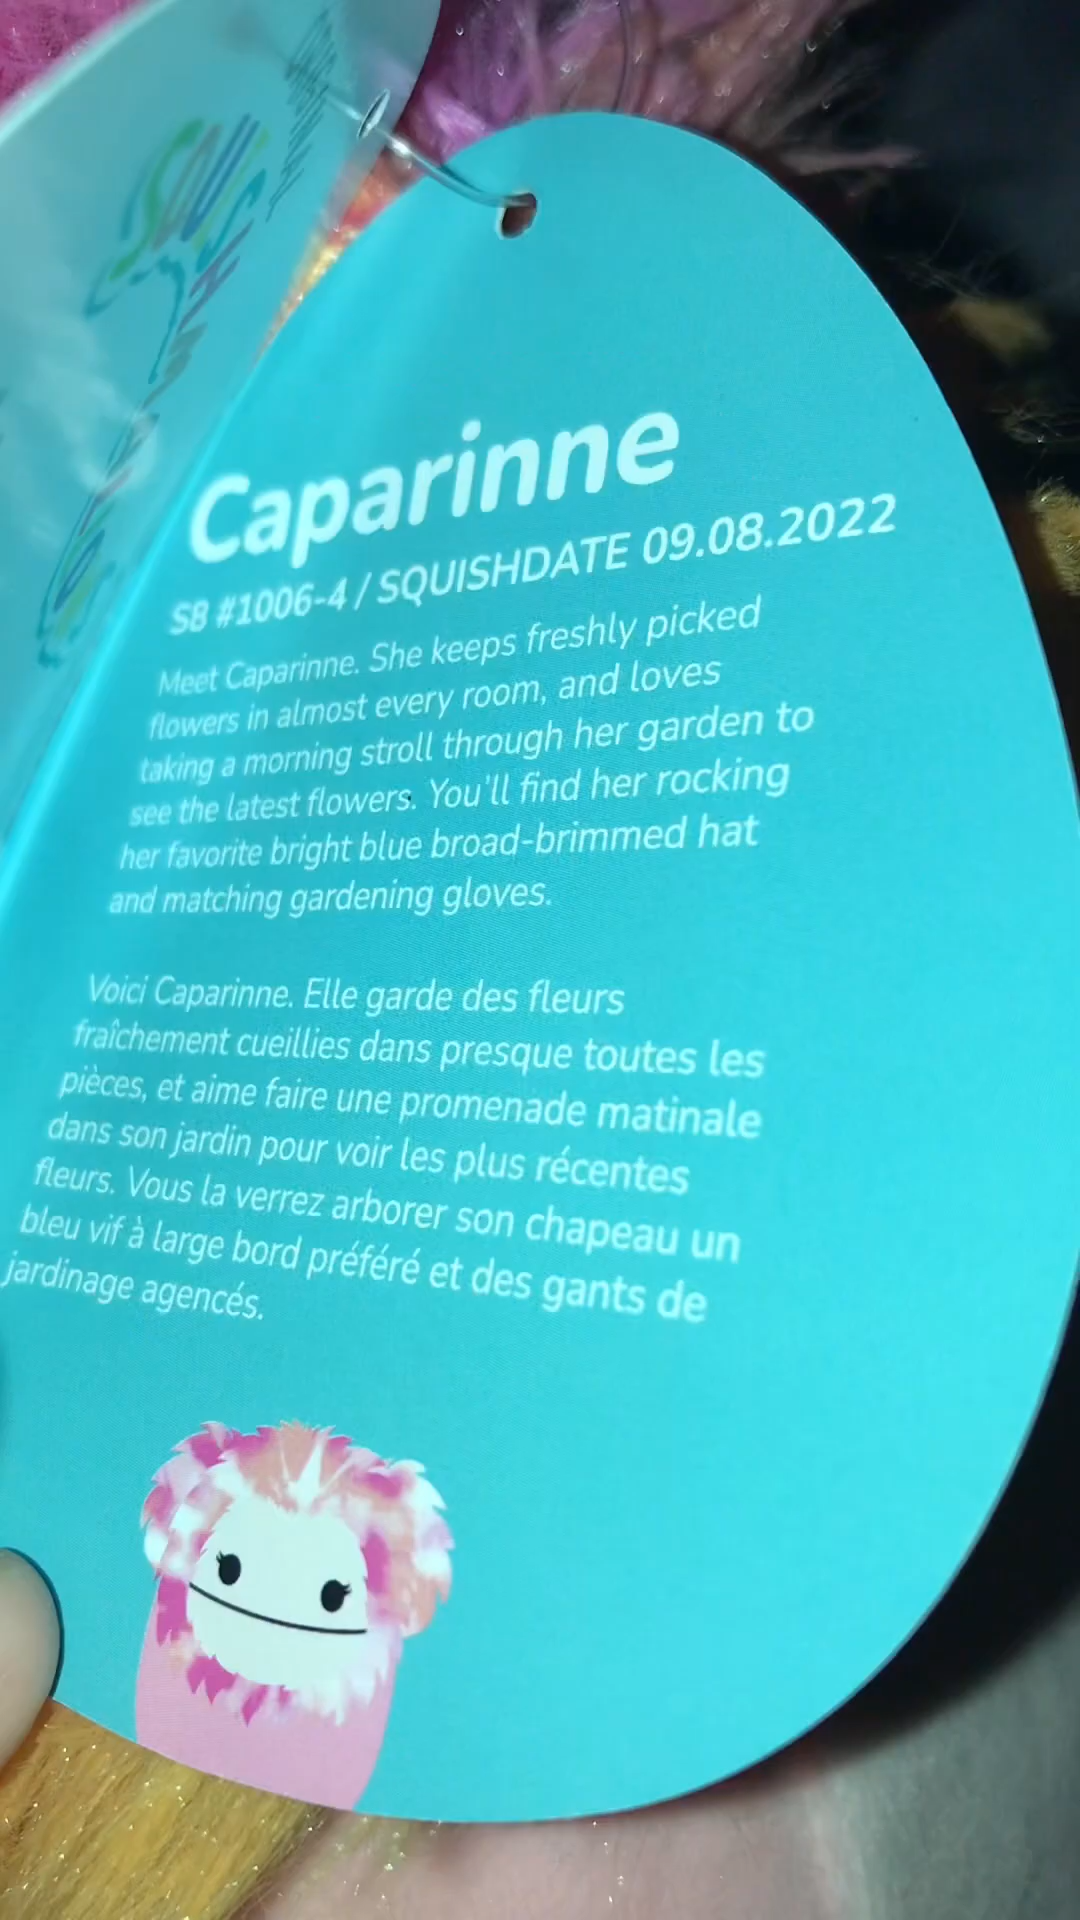 SQUISHMALLOWS
Caparinne
SB #1006-4 / SQUISHDATE 09.08.2022
Meet Caparinne. She keeps freshly picked
flowers in almost every room, and loves
taking a morning stroll through her garden to
see the latest flowers. You'll find her rocking
her favorite bright blue broad-brimmed hat
and matching gardening gloves.
Voici Caparinne. Elle garde des fleurs
fraîchement cueillies dans presque toutes les
pièces, et aime faire une promenade matinale
dans son jardin pour voir les plus récentes
fleurs. Vous la verrez arborer son chapeau un
bleu vif à large bord préféré et des gants de
jardinage agencés.